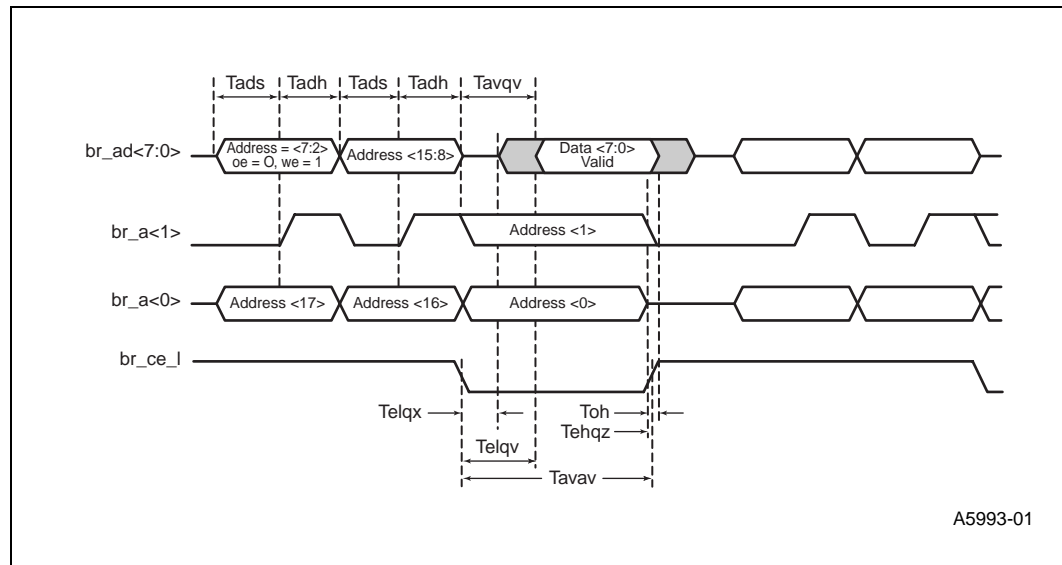 Tads Tadh Tads Tadh Tavqv
br_ad<7:0>
Address = <7:2>
oe = O, we = 1
Address <15:8>
Data <7:0>
Valid
br_a<1>
Address <1>
br_a<0>
Address <17>
Address <16>
Address <0>
br_ce_l
Telqx
Toh
Tehqz
Telqv
Tavav
A5993-01